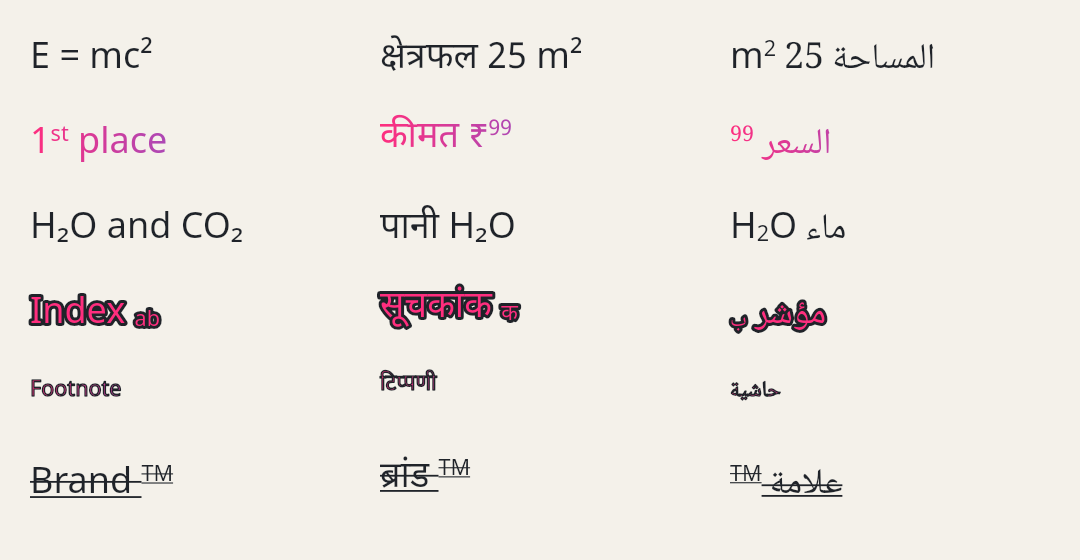 E = mc²
क्षेत्रफल 25 m²
المساحة 25 m²
1st place
कीमत ₹99
السعر 99
H₂O and CO₂
पानी H₂O
ماء H₂O
Index ab
सूचकांक क
مؤشر ب
Footnote
टिप्पणी
حاشية
Brand TM
ब्रांड TM
علامة TM